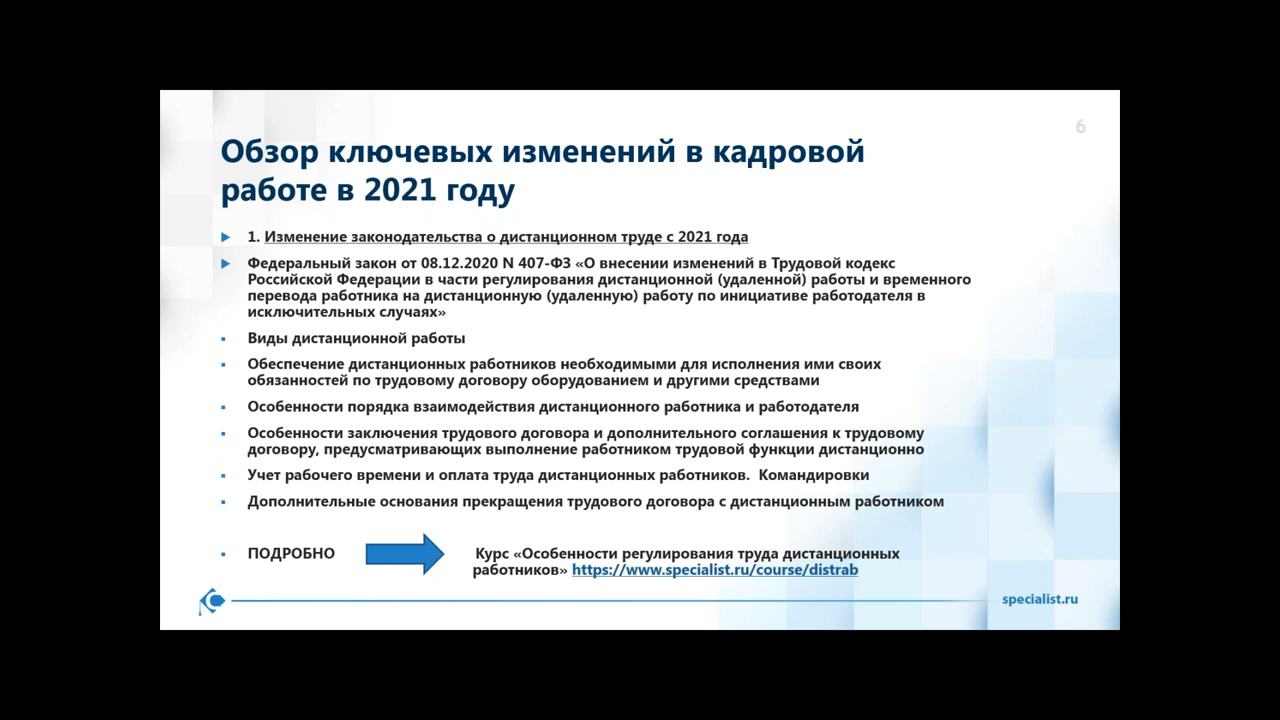 6
Обзор ключевых изменений в кадровой
работе в 2021 году
1. Изменение законодательства о дистанционном труде с 2021 года
Федеральный закон от 08.12.2020 N 407-ФЗ «О внесении изменений в Трудовой кодекс
Российской Федерации в части регулирования дистанционной (удаленной) работы и временного
перевода работника на дистанционную (удаленную) работу по инициативе работодателя в
исключительных случаях»
Виды дистанционной работы
Обеспечение дистанционных работников необходимыми для исполнения ими своих
обязанностей по трудовому договору оборудованием и другими средствами
Особенности порядка взаимодействия дистанционного работника и работодателя
Особенности заключения трудового договора и дополнительного соглашения к трудовому
договору, предусматривающих выполнение работником трудовой функции дистанционно
Учет рабочего времени и оплата труда дистанционных работников. Командировки
Дополнительные основания прекращения трудового договора с дистанционным работником
ПОДРОБНО Курс «Особенности регулирования труда дистанционных
работников» https://www.specialist.ru/course/distrab
specialist.ru